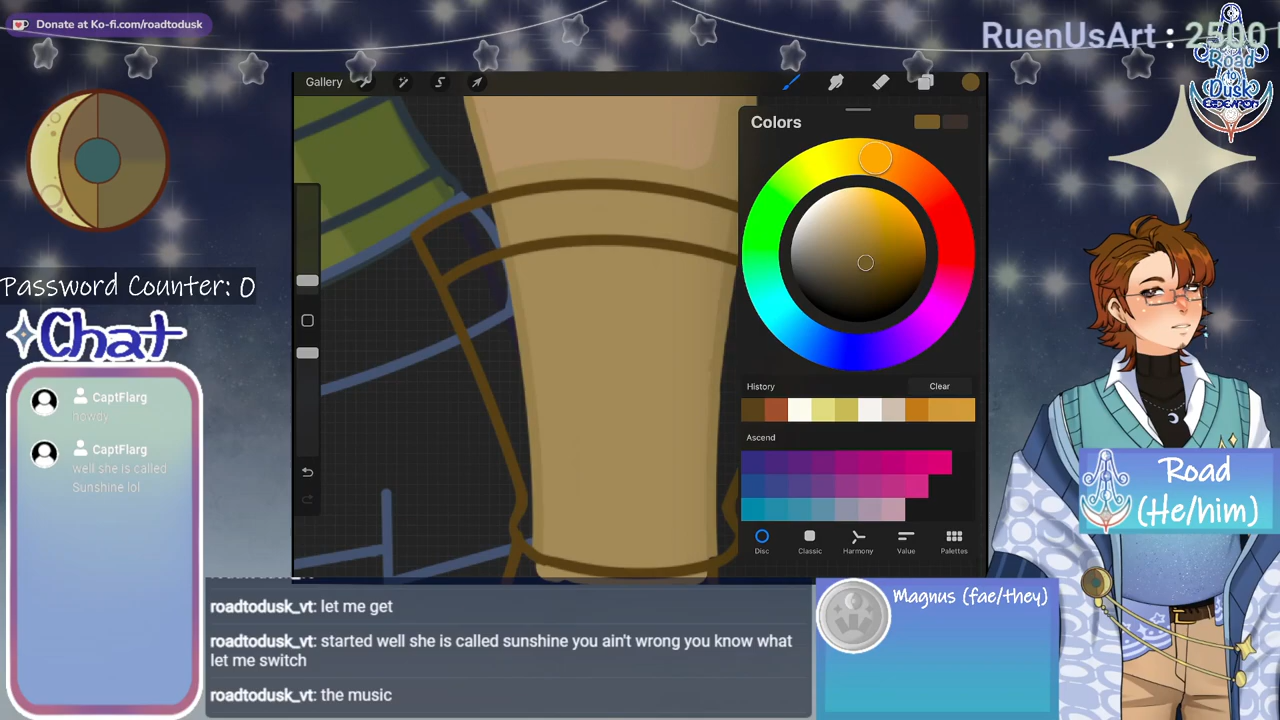 Donate at Ko-fi.com/roadtodusk
RuenUsArt : 2500
Road
to
Dusk
Gallery
Colors
Password Counter: 0
Chat
CaptFlarg
howdy
CaptFlarg
well she is called
Sunshine lol
History
Clear
Ascend
Disc
Classic
Harmony
Value
Palettes
Road
(He/him)
roadtodusk_vt: let me get
roadtodusk_vt: started well she is called sunshine you ain't wrong you know what
let me switch
roadtodusk_vt: the music
Magnus (fae/they)